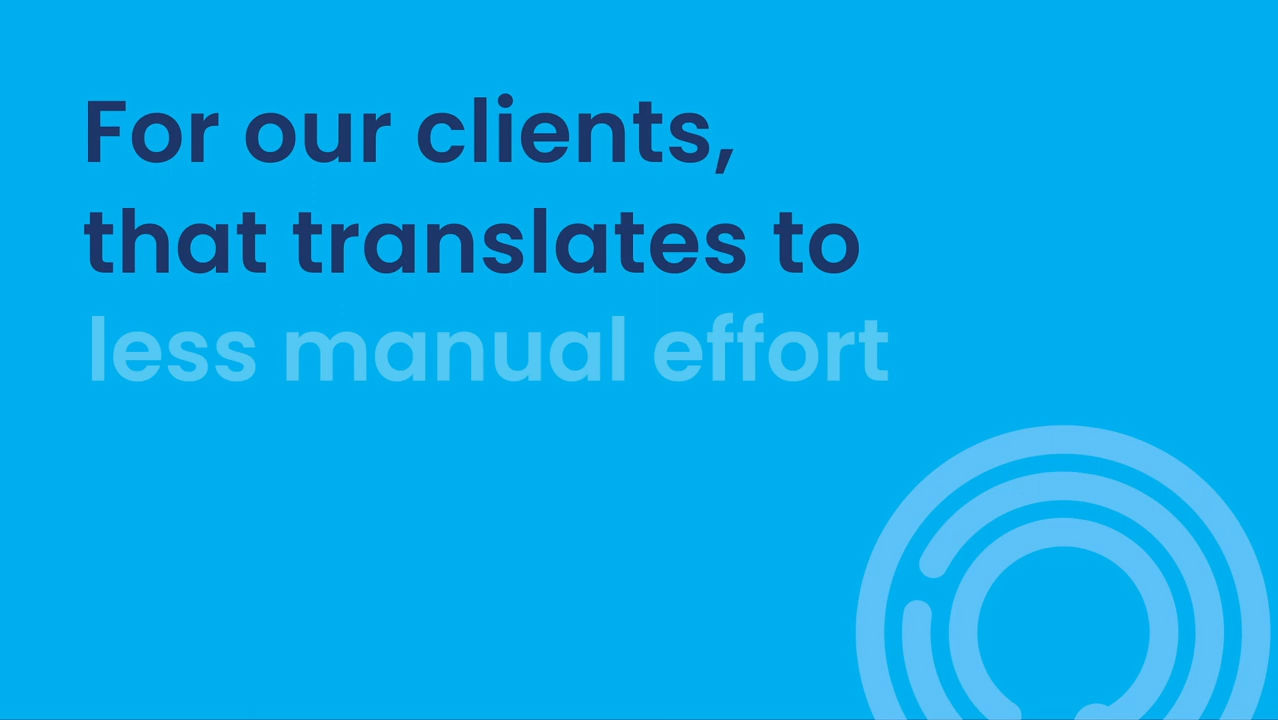 For our clients,
that translates to
less manual effort